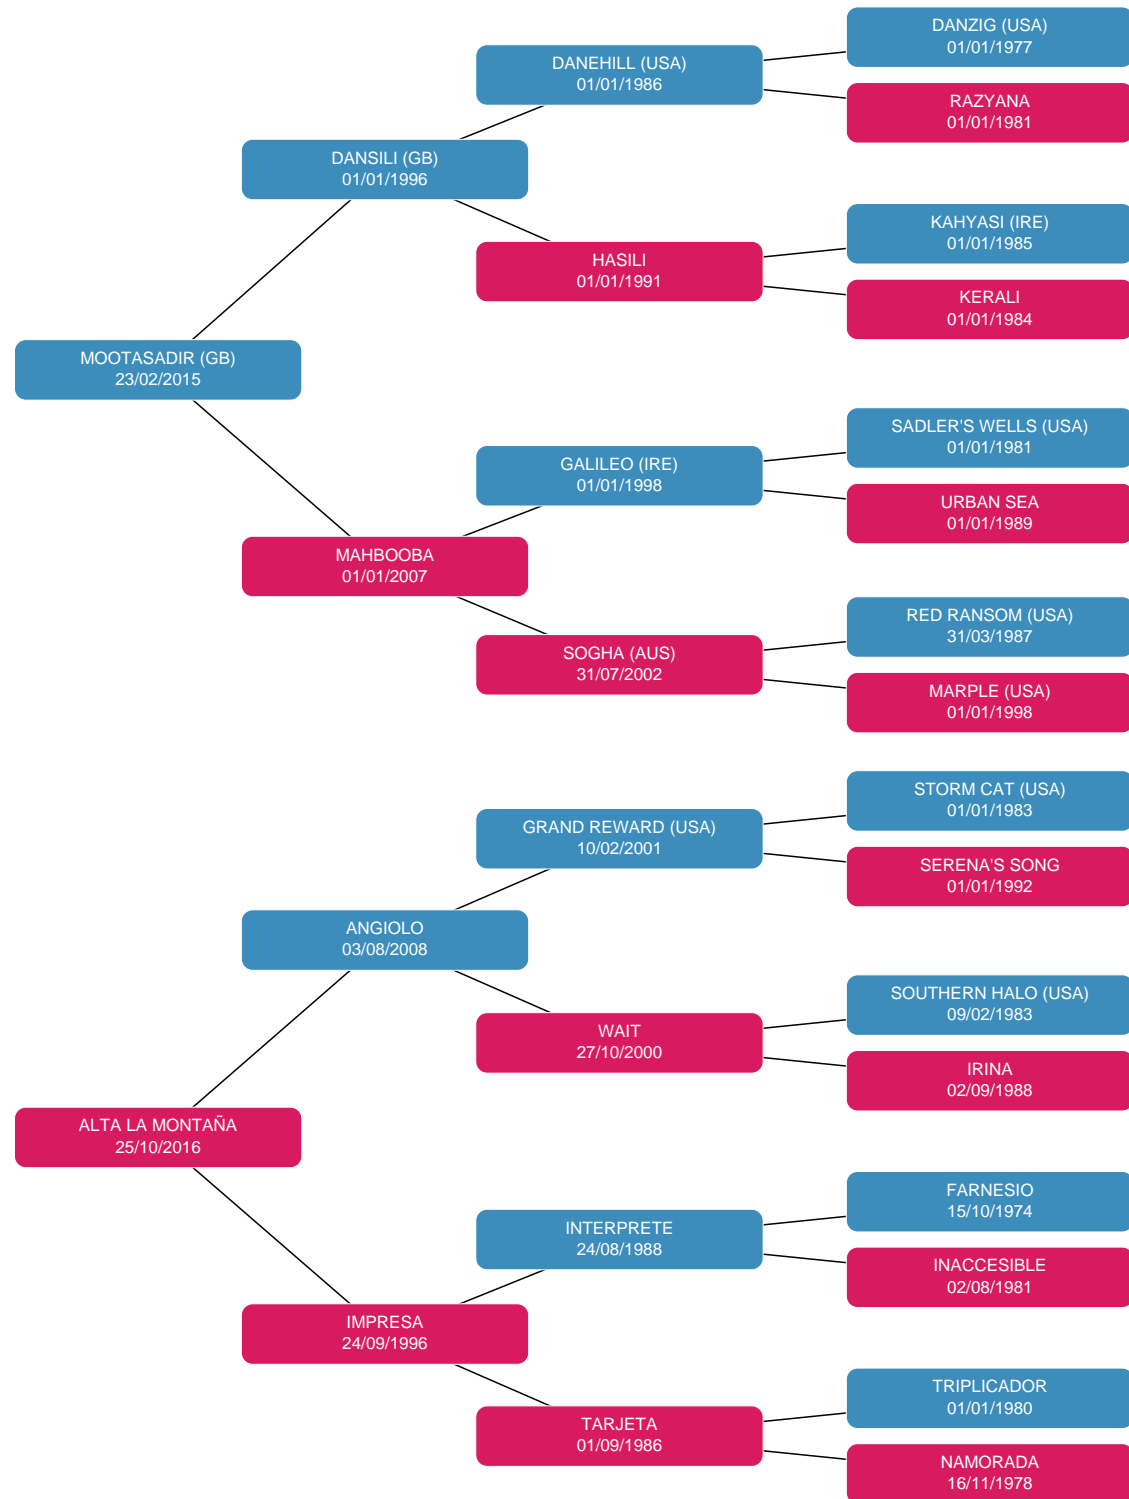 DANZIG (USA)
01/01/1977
DANEHILL (USA)
01/01/1986
RAZYANA
01/01/1981
DANSILI (GB)
01/01/1996
KAHYASI (IRE)
01/01/1985
HASILI
01/01/1991
KERALI
01/01/1984
MOOTASADIR (GB)
23/02/2015
SADLER'S WELLS (USA)
01/01/1981
GALILEO (IRE)
01/01/1998
URBAN SEA
01/01/1989
MAHBOOBA
01/01/2007
RED RANSOM (USA)
31/03/1987
SOGHA (AUS)
31/07/2002
MARPLE (USA)
01/01/1998
STORM CAT (USA)
01/01/1983
GRAND REWARD (USA)
10/02/2001
SERENA'S SONG
01/01/1992
ANGIOLO
03/08/2008
SOUTHERN HALO (USA)
09/02/1983
WAIT
27/10/2000
IRINA
02/09/1988
ALTA LA MONTAÑA
25/10/2016
FARNESIO
15/10/1974
INTERPRETE
24/08/1988
INACCESIBLE
02/08/1981
IMPRESA
24/09/1996
TRIPLICADOR
01/01/1980
TARJETA
01/09/1986
NAMORADA
16/11/1978